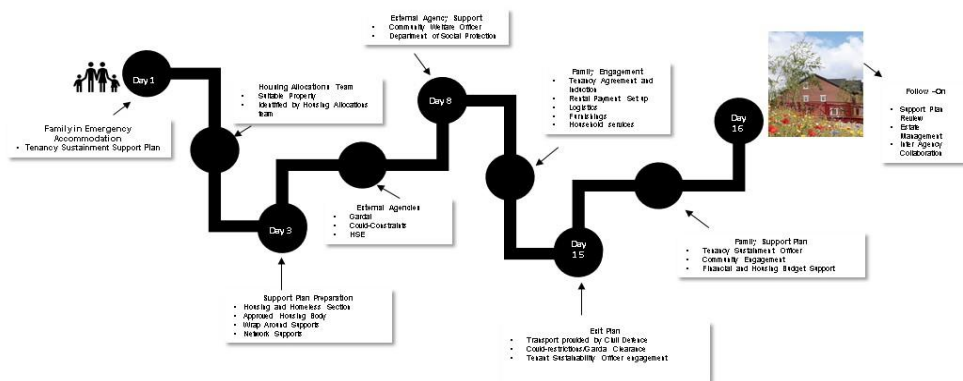 Day 1
Family in Emergency
Accommodation
• Tenancy Sustainment Support Plan
Housing Allocations Team
• Suitable Property
• Identified by Housing Allocations
team
Day 3
Support Plan Preparation
• Housing and Homeless Section
• Approved Housing Body
• Wrap Around Supports
• Network Supports
External Agencies
• Gardai
• Covid-Constraints
• HSE
External Agency Support
• Community Welfare Officer
• Department of Social Protection
Day 8
Family Engagement
• Tenancy Agreement and
Induction
• Rental Payment Set up
• Logistics
• Furnishings
• Household services
Day
15
Exit Plan
• Transport provided by Civil Defence
• Covid-restrictions/Garda Clearance
• Tenant Sustainability Officer engagement
Family Support Plan
• Tenancy Sustainment Officer
• Community Engagement
• Financial and Housing Budget Support
Day
16
Follow -On
• Support Plan
Review
• Estate
Management
• Inter Agency
Collaboration